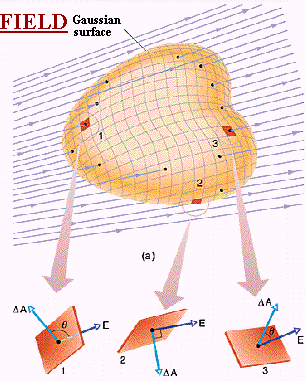 FIELD
Gaussian
surface
1
3
2
(a)
ΔA
θ
E
1
E
2
ΔA
ΔA
θ
E
3